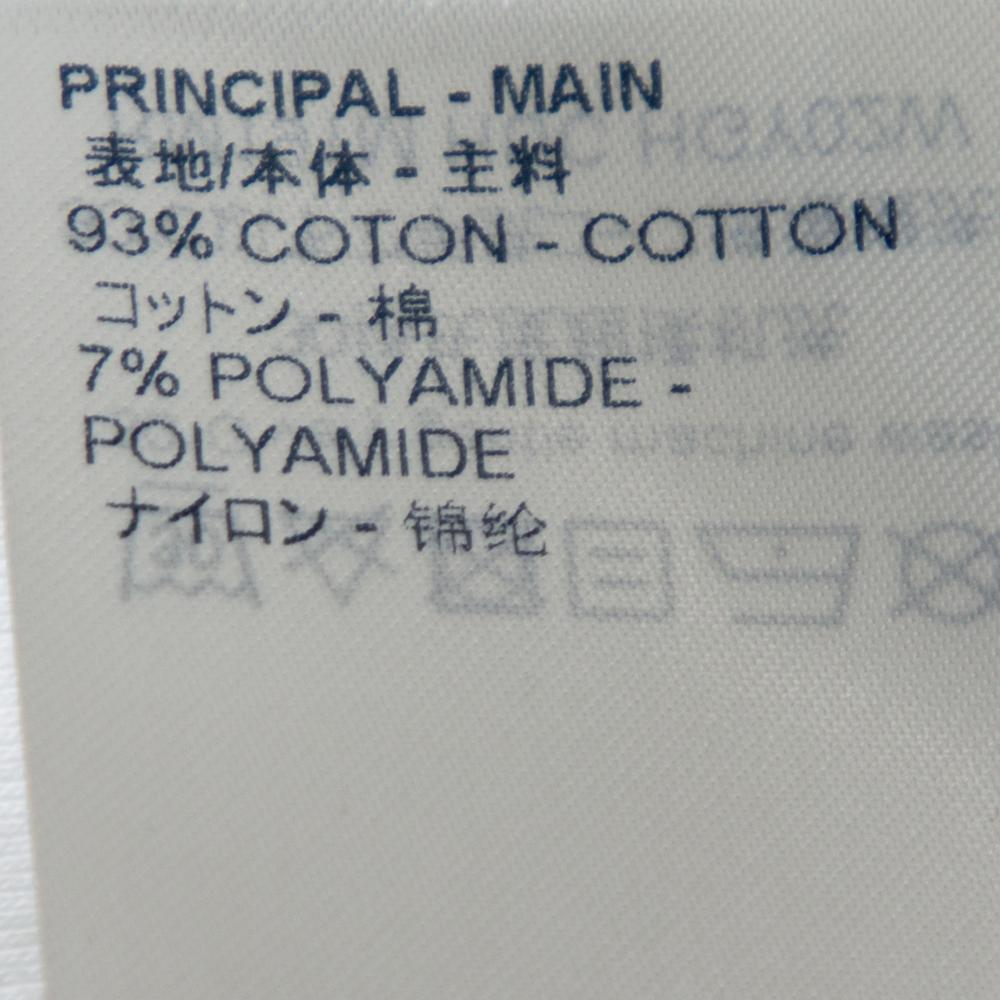 PRINCIPAL - MAIN
表地/本体 - 主料
93% COTON - COTTON
コットン - 棉
7% POLYAMIDE -
POLYAMIDE
ナイロン - 锦纶